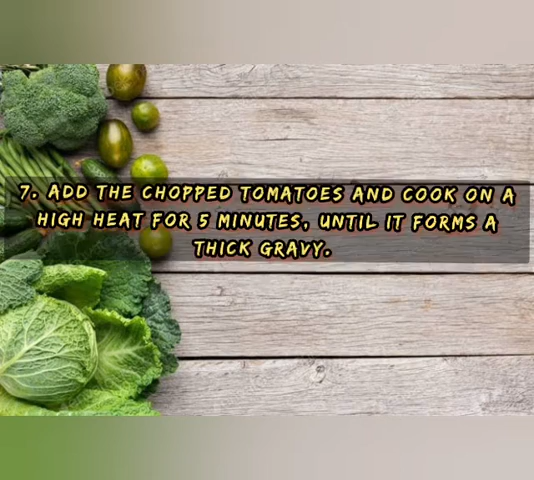 7. ADD THE CHOPPED TOMATOES AND COOK ON A
HIGH HEAT FOR 5 MINUTES, UNTIL IT FORMS A
THICK GRAVY.